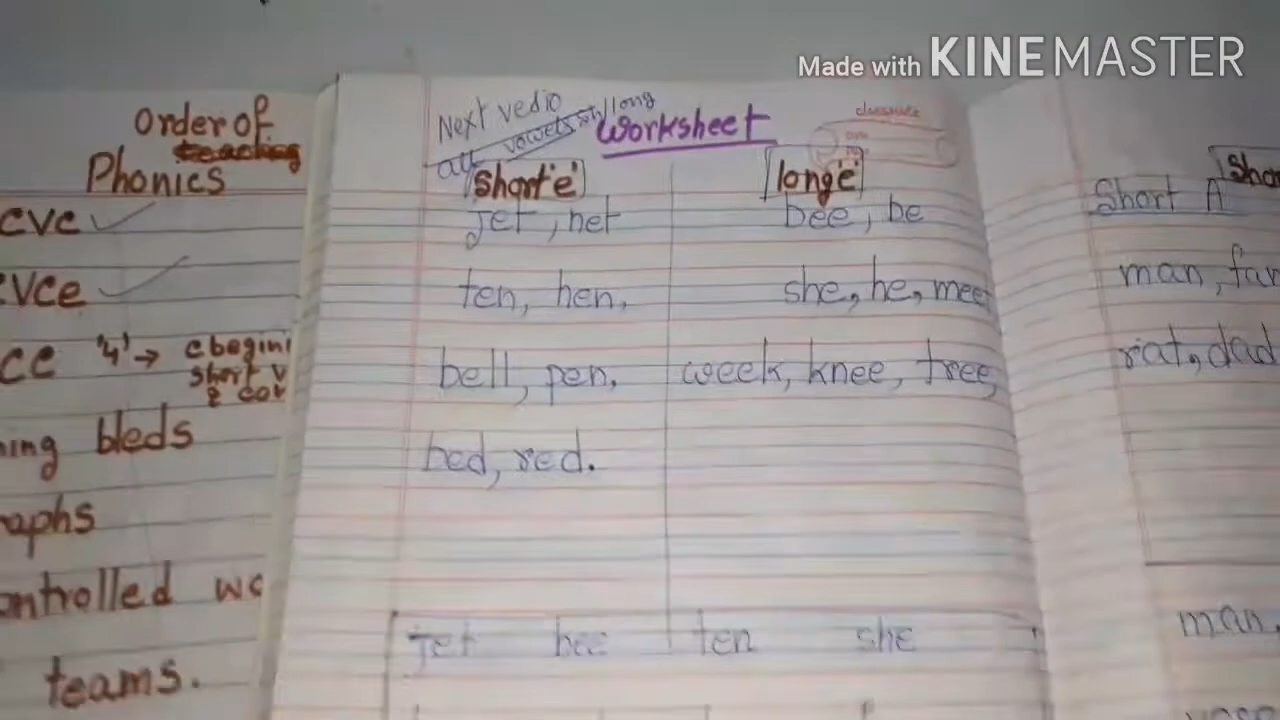 Made with KINEMASTER
Order of
teaching
Phonics
CVC
CVCe
'4' → c
short v
bleds
teams.
Next vedio
all vowels long
Worksheet
Short 'e'
long 'e'
jet, net
bee, be
ten, hen,
she, he, meet
bell, pen,
week, knee, tree,
bed, red.
jet bee ten she
Short A
man,
rat, dad
man,